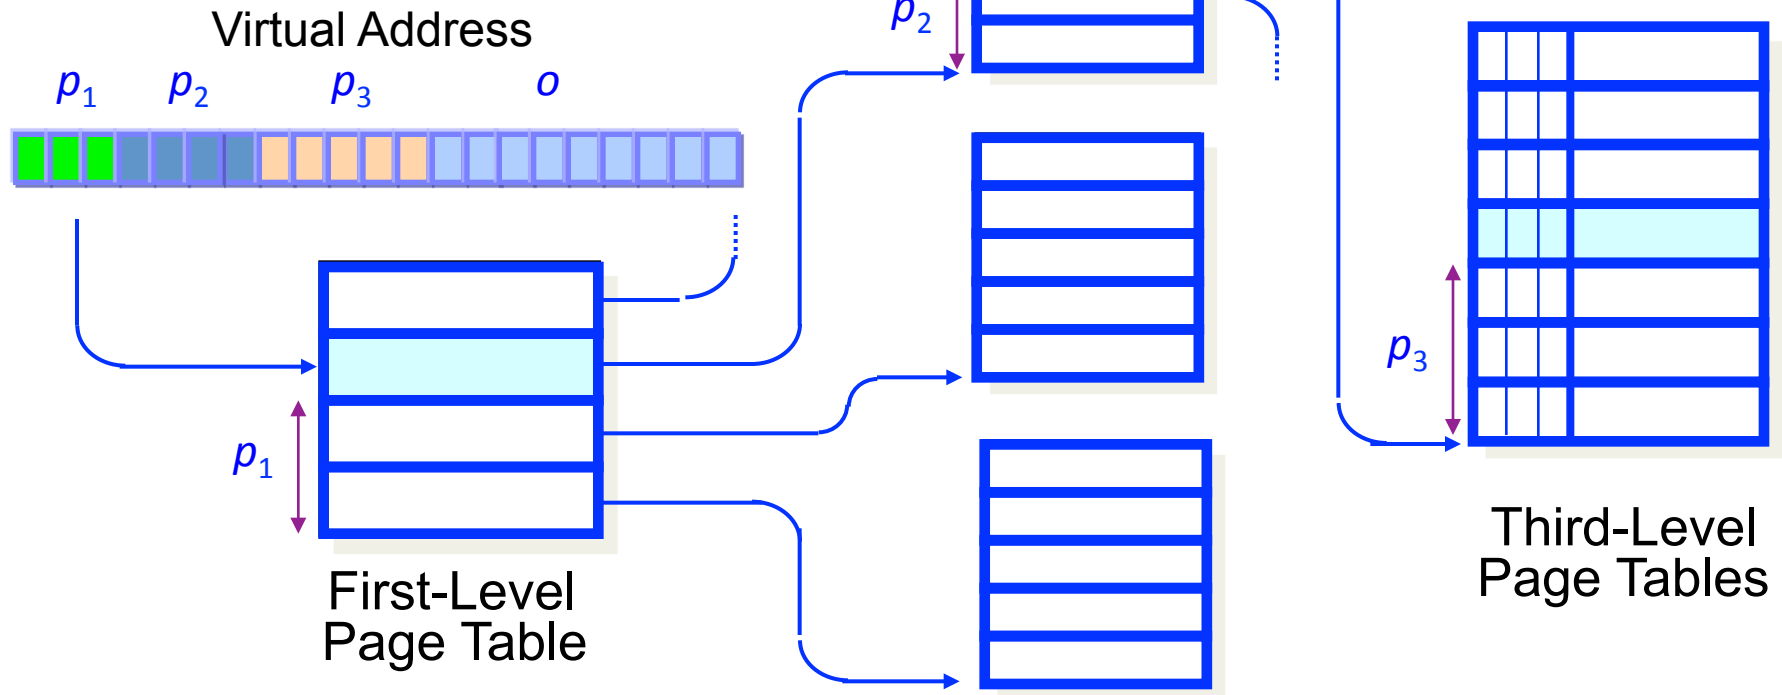 Virtual Address
p₁ p₂ p₃ o
p₂
p₁
p₃
First-Level
Page Table
Third-Level
Page Tables